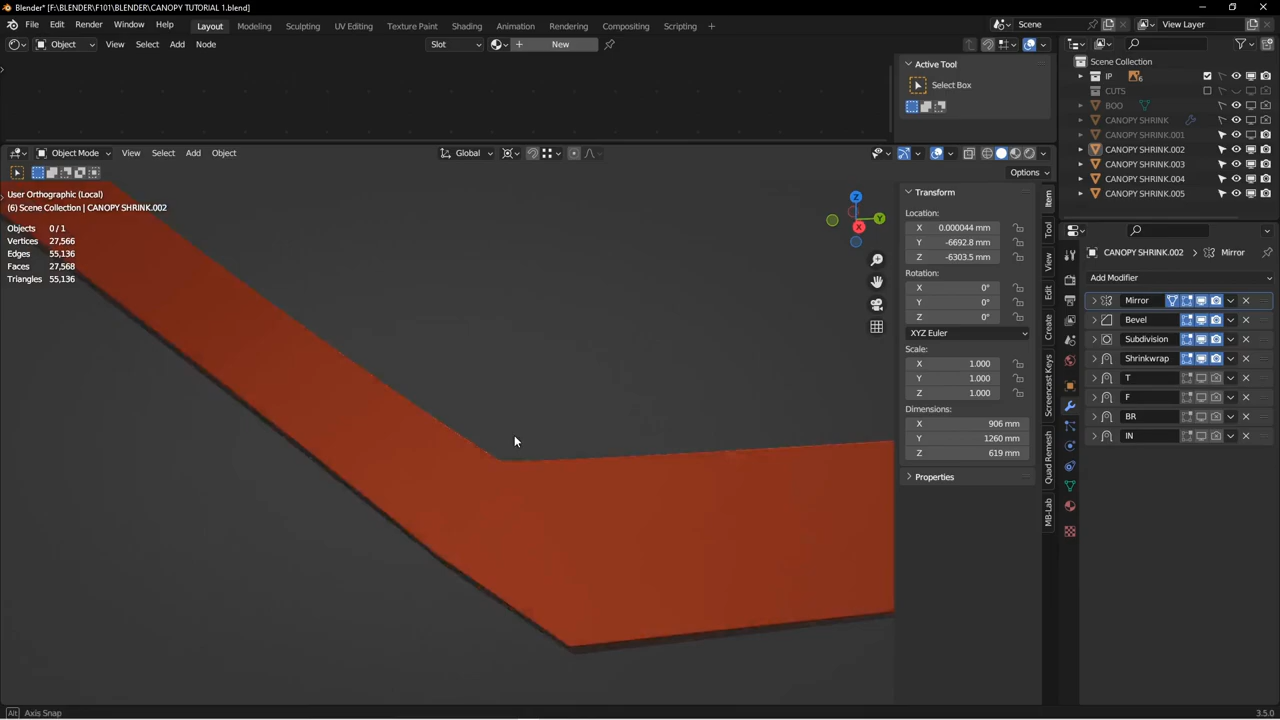 Blender* [F:\BLENDER\F101\BLENDER\CANOPY TUTORIAL 1.blend]
File Edit Render Window Help Layout Modeling Sculpting UV Editing Texture Paint Shading Animation Rendering Compositing Scripting Scene View Layer
Object View Select Add Node Slot New
Active Tool
Select Box
Scene Collection
IP 6
CUTS
BOO
CANOPY SHRINK
CANOPY SHRINK.001
CANOPY SHRINK.002
CANOPY SHRINK.003
CANOPY SHRINK.004
CANOPY SHRINK.005
Object Mode View Select Add Object Global
Options
User Orthographic (Local)
(6) Scene Collection | CANOPY SHRINK.002
Objects 0 / 1
Vertices 27,566
Edges 55,136
Faces 27,568
Triangles 55,136
Z
Y
X
Transform
Location:
X 0.000044 mm
Y -6692.8 mm
Z -6303.5 mm
Rotation:
X 0°
Y 0°
Z 0°
XYZ Euler
Scale:
X 1.000
Y 1.000
Z 1.000
Dimensions:
X 906 mm
Y 1260 mm
Z 619 mm
Properties
Item
Tool
View
Edit
Create
Screencast Keys
Quad Remesh
MB-Lab
CANOPY SHRINK.002 Mirror
Add Modifier
Mirror
Bevel
Subdivision
Shrinkwrap
T
F
BR
IN
Alt Axis Snap
3.5.0